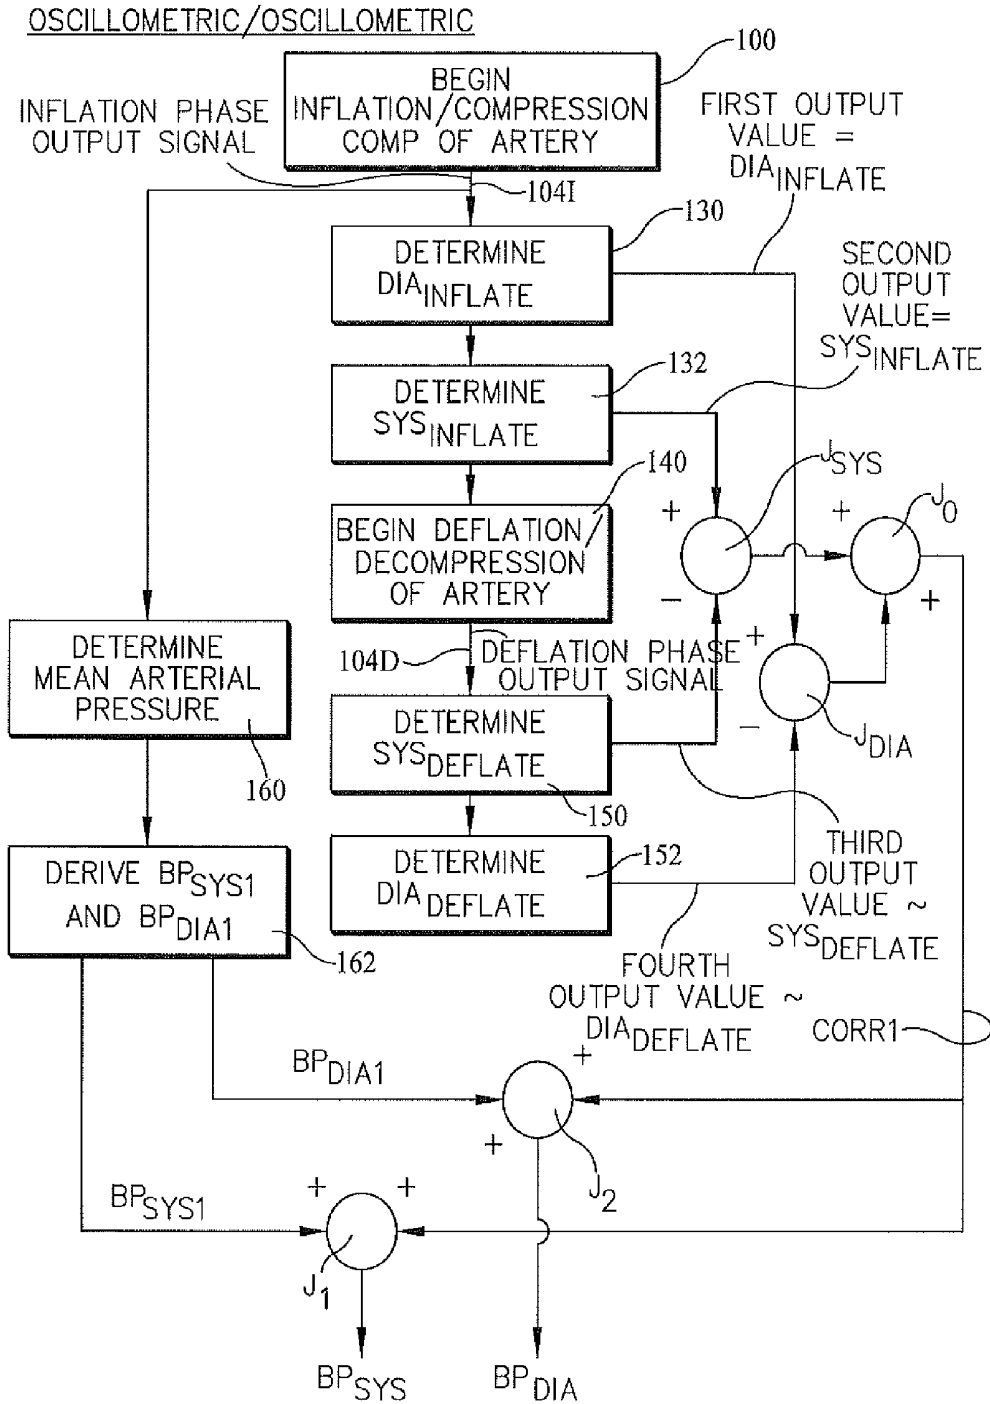 OSCILLOMETRIC/OSCILLOMETRIC
100
BEGIN
INFLATION/COMPRESSION
COMP OF ARTERY
INFLATION PHASE
OUTPUT SIGNAL
104I
FIRST OUTPUT
VALUE =
DIAINFLATE
130
DETERMINE
DIAINFLATE
SECOND
OUTPUT
VALUE=
SYSINFLATE
132
DETERMINE
SYSINFLATE
140
BEGIN DEFLATION/
DECOMPRESSION
OF ARTERY
JSYS
+
−
J0
+
+
104D
DEFLATION PHASE
OUTPUT SIGNAL
JDIA
+
−
DETERMINE
MEAN ARTERIAL
PRESSURE
160
DETERMINE
SYSDEFLATE
150
DETERMINE
DIADEFLATE
152
THIRD
OUTPUT
VALUE ~
SYSDEFLATE
DERIVE BPSYS1
AND BPDIA1
162
FOURTH
OUTPUT VALUE ~
DIADEFLATE
CORR1
BPDIA1
+
+
J2
BPSYS1
+ +
J1
BPSYS
BPDIA